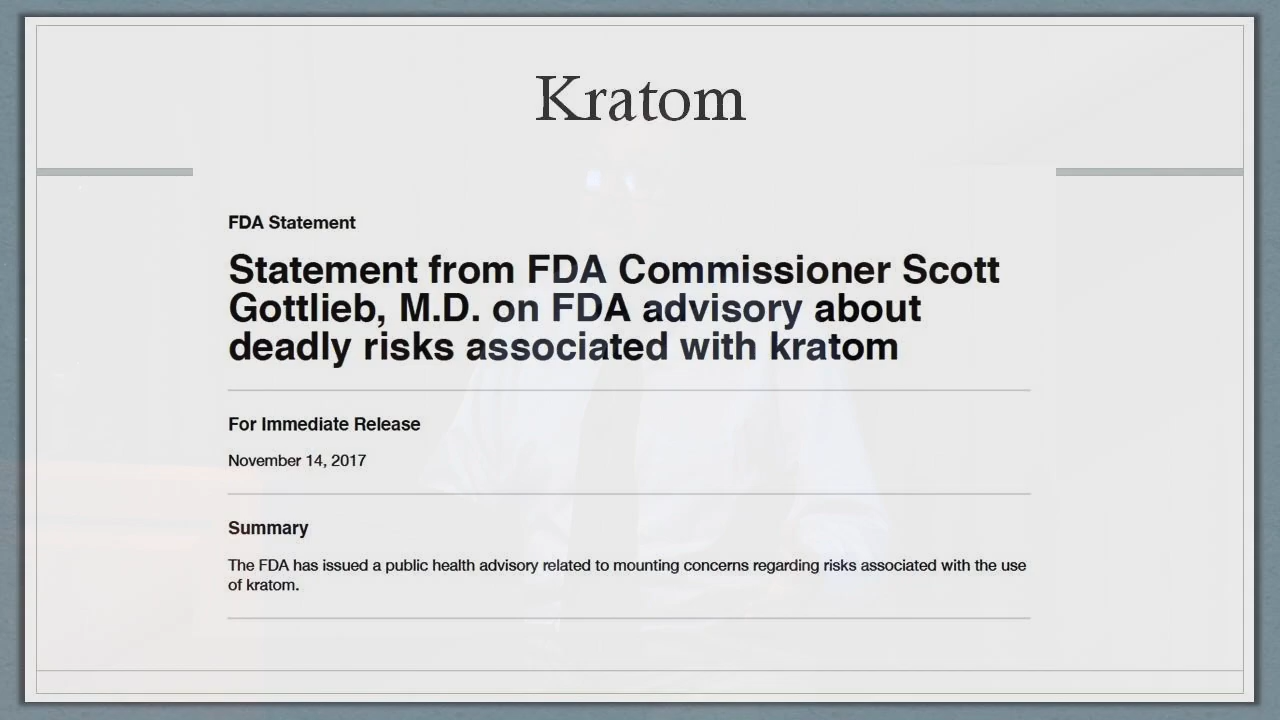 Kratom
FDA Statement
Statement from FDA Commissioner Scott
Gottlieb, M.D. on FDA advisory about
deadly risks associated with kratom
For Immediate Release
November 14, 2017
Summary
The FDA has issued a public health advisory related to mounting concerns regarding risks associated with the use
of kratom.